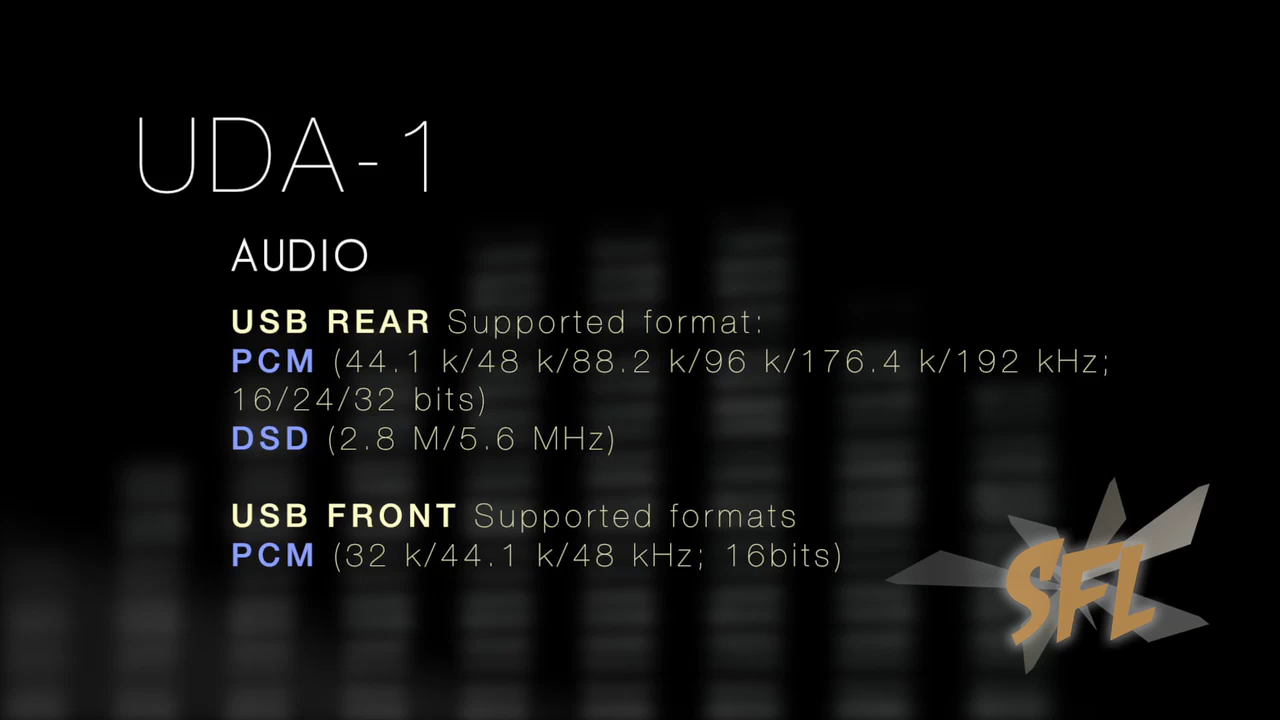 UDA-1
AUDIO
USB REAR Supported format:
PCM (44.1 k/48 k/88.2 k/96 k/176.4 k/192 kHz;
16/24/32 bits)
DSD (2.8 M/5.6 MHz)
USB FRONT Supported formats
PCM (32 k/44.1 k/48 kHz; 16bits)
SFL